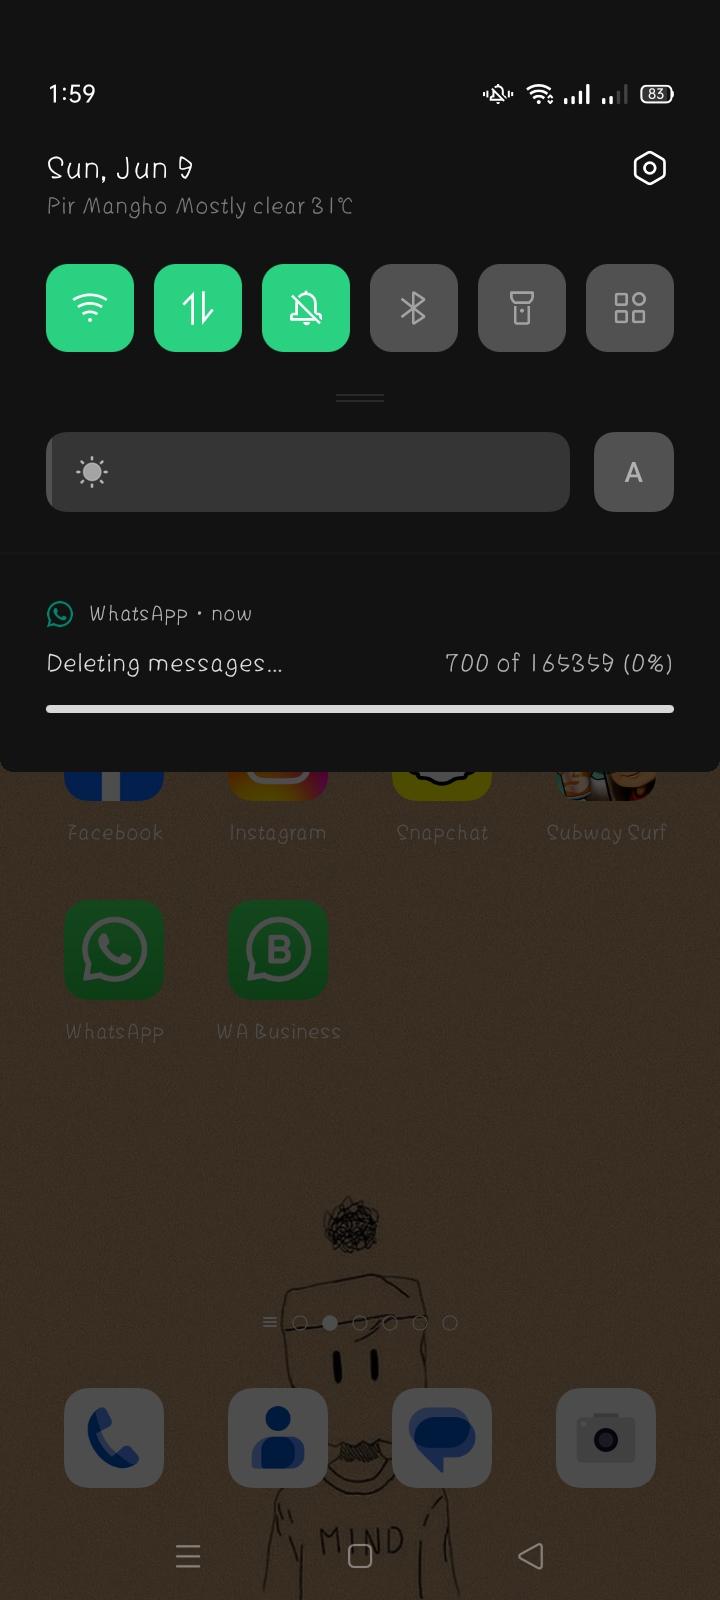 1:59
83
Sun, Jun 9
Pir Mangho Mostly clear 31°C
A
WhatsApp • now
Deleting messages... 700 of 165359 (0%)
Facebook Instagram Snapchat Subway Surf
B
WhatsApp WA Business
MIND